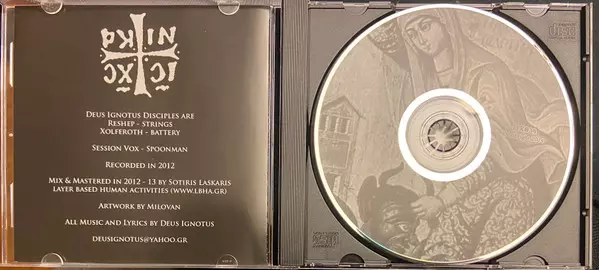 IC XC
NIKA
DEUS IGNOTUS DISCIPLES ARE
RESHEP - STRINGS
XOLFEROTH - BATTERY
SESSION VOX - SPOONMAN
RECORDED IN 2012
MIX & MASTERED IN 2012 - 13 BY SOTIRIS LASKARIS
LAYER BASED HUMAN ACTIVITIES (WWW.LBHA.GR)
ARTWORK BY MILOVAN
ALL MUSIC AND LYRICS BY DEUS IGNOTUS
DEUSIGNOTUS@YAHOO.GR